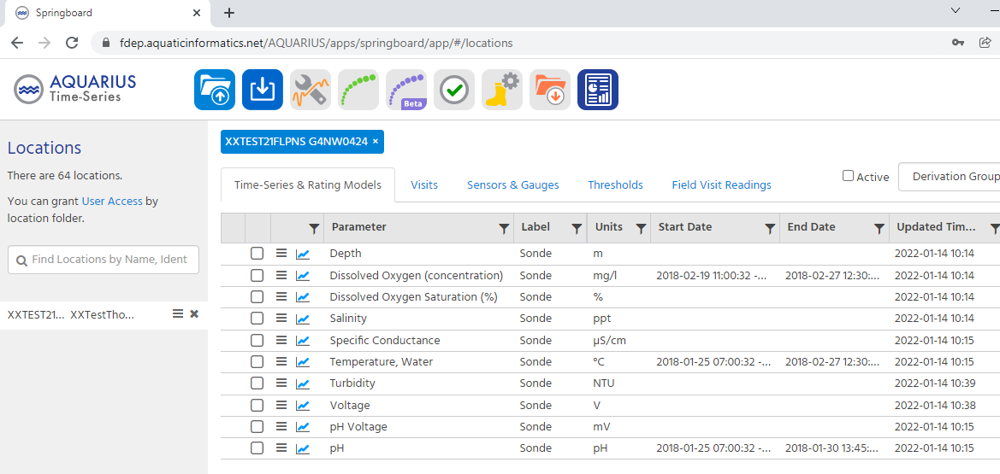 Springboard
fdep.aquaticinformatics.net/AQUARIUS/apps/springboard/app/#/locations
AQUARIUS
Time-Series
Beta
Locations
There are 64 locations.
You can grant User Access by
location folder.
Find Locations by Name, Ident
XXTEST21... XXTestTho...
XXTEST21FLPNS G4NW0424 ×
Time-Series & Rating Models Visits Sensors & Gauges Thresholds Field Visit Readings Active Derivation Group
Parameter Label Units Start Date End Date Updated Tim...
Depth Sonde m 2022-01-14 10:14
Dissolved Oxygen (concentration) Sonde mg/l 2018-02-19 11:00:32 -... 2018-02-27 12:30:... 2022-01-14 10:14
Dissolved Oxygen Saturation (%) Sonde % 2022-01-14 10:14
Salinity Sonde ppt 2022-01-14 10:14
Specific Conductance Sonde µS/cm 2022-01-14 10:15
Temperature, Water Sonde °C 2018-01-25 07:00:32 -... 2018-02-27 12:30:... 2022-01-14 10:15
Turbidity Sonde NTU 2022-01-14 10:39
Voltage Sonde V 2022-01-14 10:38
pH Voltage Sonde mV 2022-01-14 10:15
pH Sonde pH 2018-01-25 07:00:32 -... 2018-01-30 13:45:... 2022-01-14 10:15